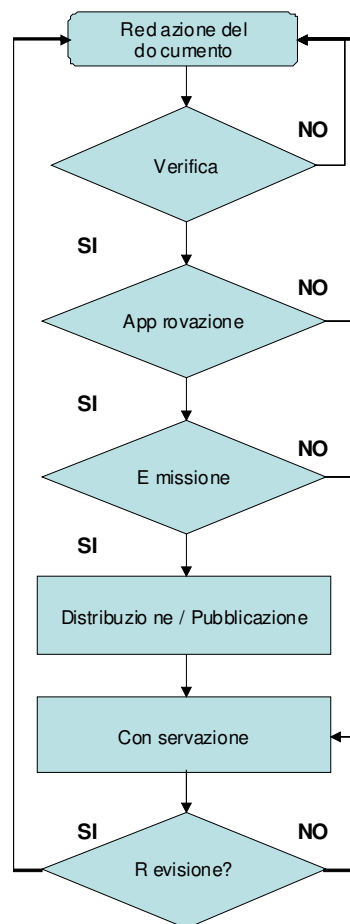 Redazione del
documento
NO
Verifica
SI
NO
Approvazione
SI
NO
Emissione
SI
Distribuzione / Pubblicazione
Conservazione
SI
NO
Revisione?